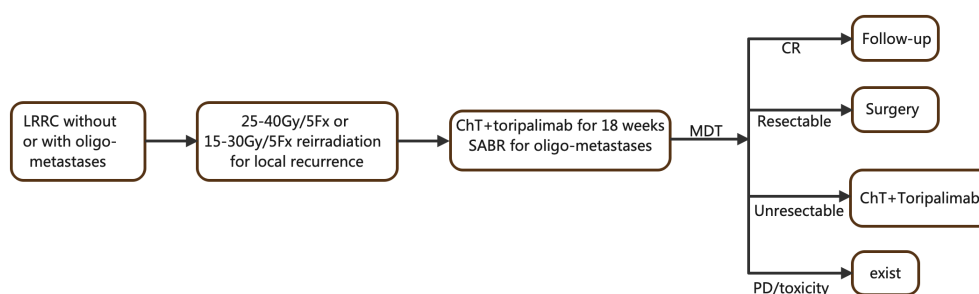 LRRC without
or with oligo-
metastases
25-40Gy/5Fx or
15-30Gy/5Fx reirradiation
for local recurrence
ChT+toripalimab for 18 weeks
SABR for oligo-metastases
MDT
CR
Follow-up
Resectable
Surgery
Unresectable
ChT+Toripalimab
PD/toxicity
exist